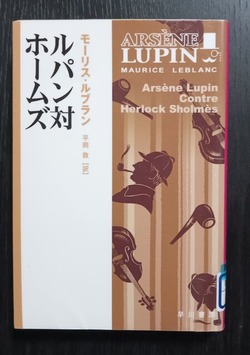 ARSÈNE
LUPIN
MAURICE LEBLANC
Arsène Lupin
Contre
Herlock Sholmès
ルパン対
ホームズ
モーリス・ルブラン
平岡 敦[訳]
早川書房